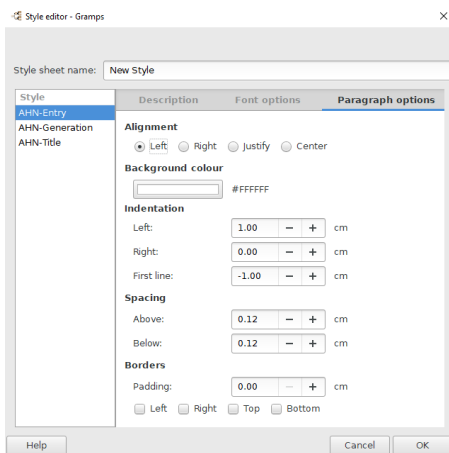 Style editor - Gramps
Style sheet name: New Style
Style
AHN-Entry
AHN-Generation
AHN-Title
Description Font options Paragraph options
Alignment
Left Right Justify Center
Background colour
#FFFFFF
Indentation
Left: 1.00 − + cm
Right: 0.00 − + cm
First line: -1.00 − + cm
Spacing
Above: 0.12 − + cm
Below: 0.12 − + cm
Borders
Padding: 0.00 − + cm
Left Right Top Bottom
Help Cancel OK